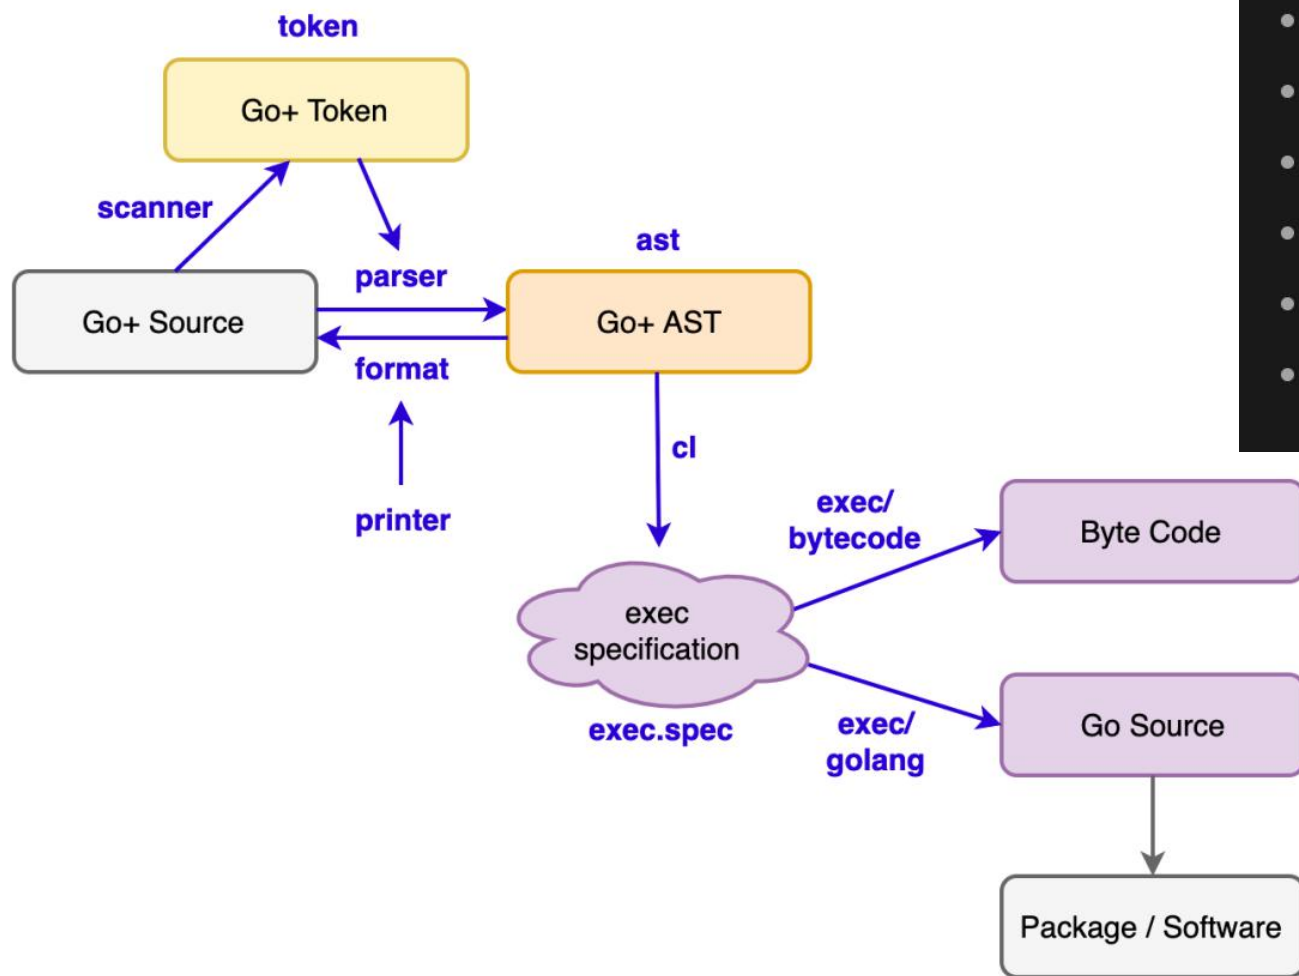 token
Go+ Token
scanner
parser
ast
Go+ Source
Go+ AST
format
cl
printer
exec/
bytecode
Byte Code
exec
specification
exec.spec
exec/
golang
Go Source
Package / Software